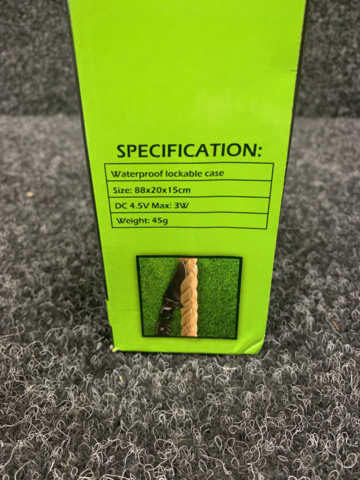 SPECIFICATION:
Waterproof lockable case
Size: 88x20x15cm
DC 4.5V Max: 3W
Weight: 45g